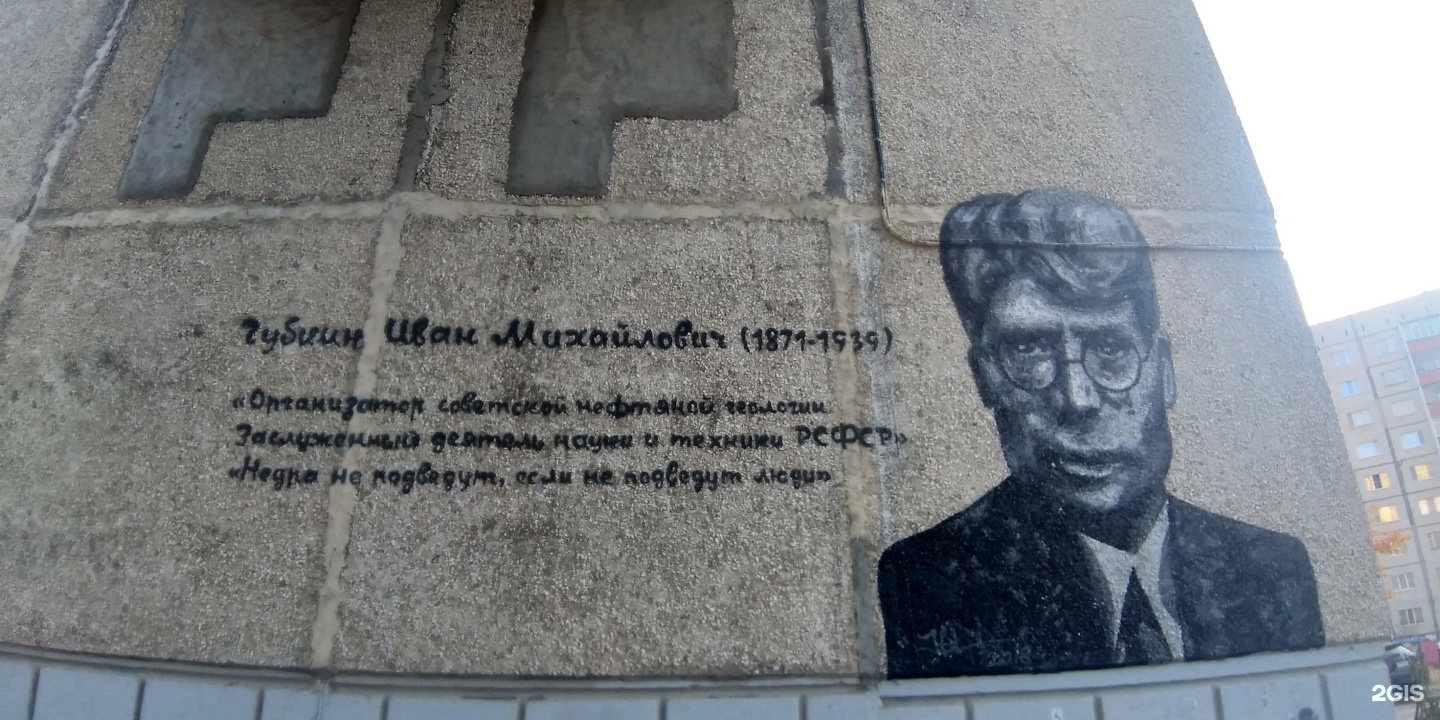 Губкин Иван Михайлович (1871-1939)
«Организатор советской нефтяной геологии
Заслуженный деятель науки и техники РСФСР»
«Недра не подведут, если не подведут люди»
2GIS